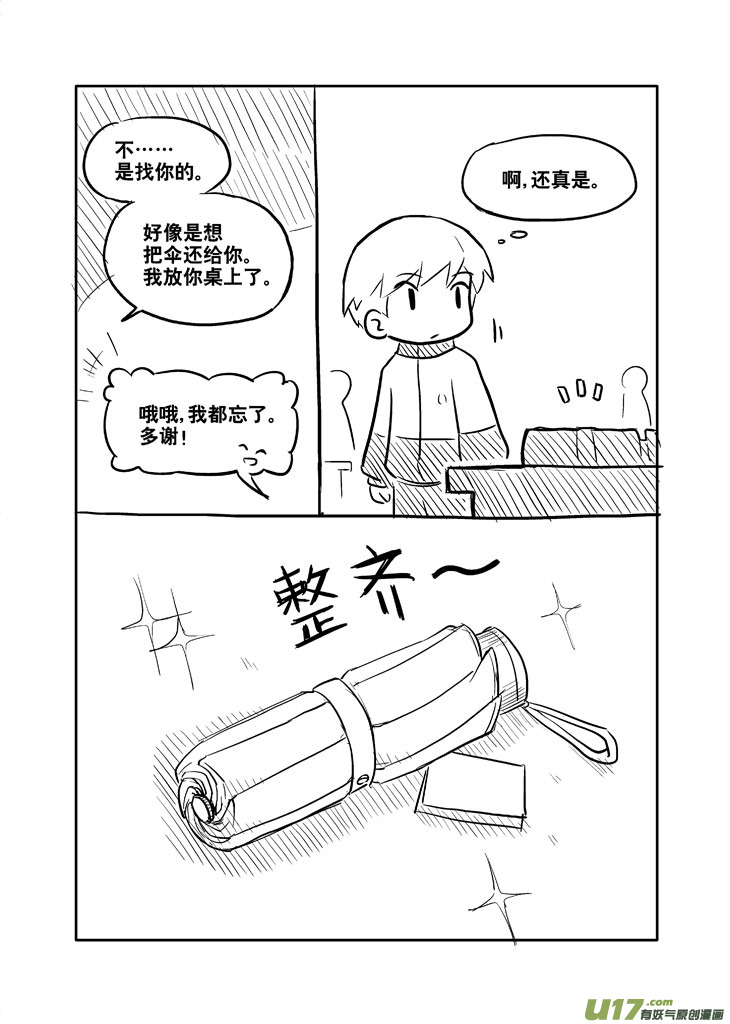 不……
是找你的。
好像是想
把伞还给你。
我放你桌上了。
哦哦,我都忘了。
多谢!
啊,还真是。
整齐~
U17.com
有妖气原创漫画